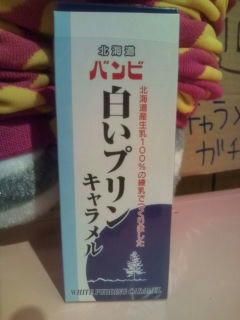 北海道
バンビ
北海道産生乳100%の練乳でつくりました
白いプリン
キャラメル
WHITE PUDDING CARAMEL
キャラメ
ガチ